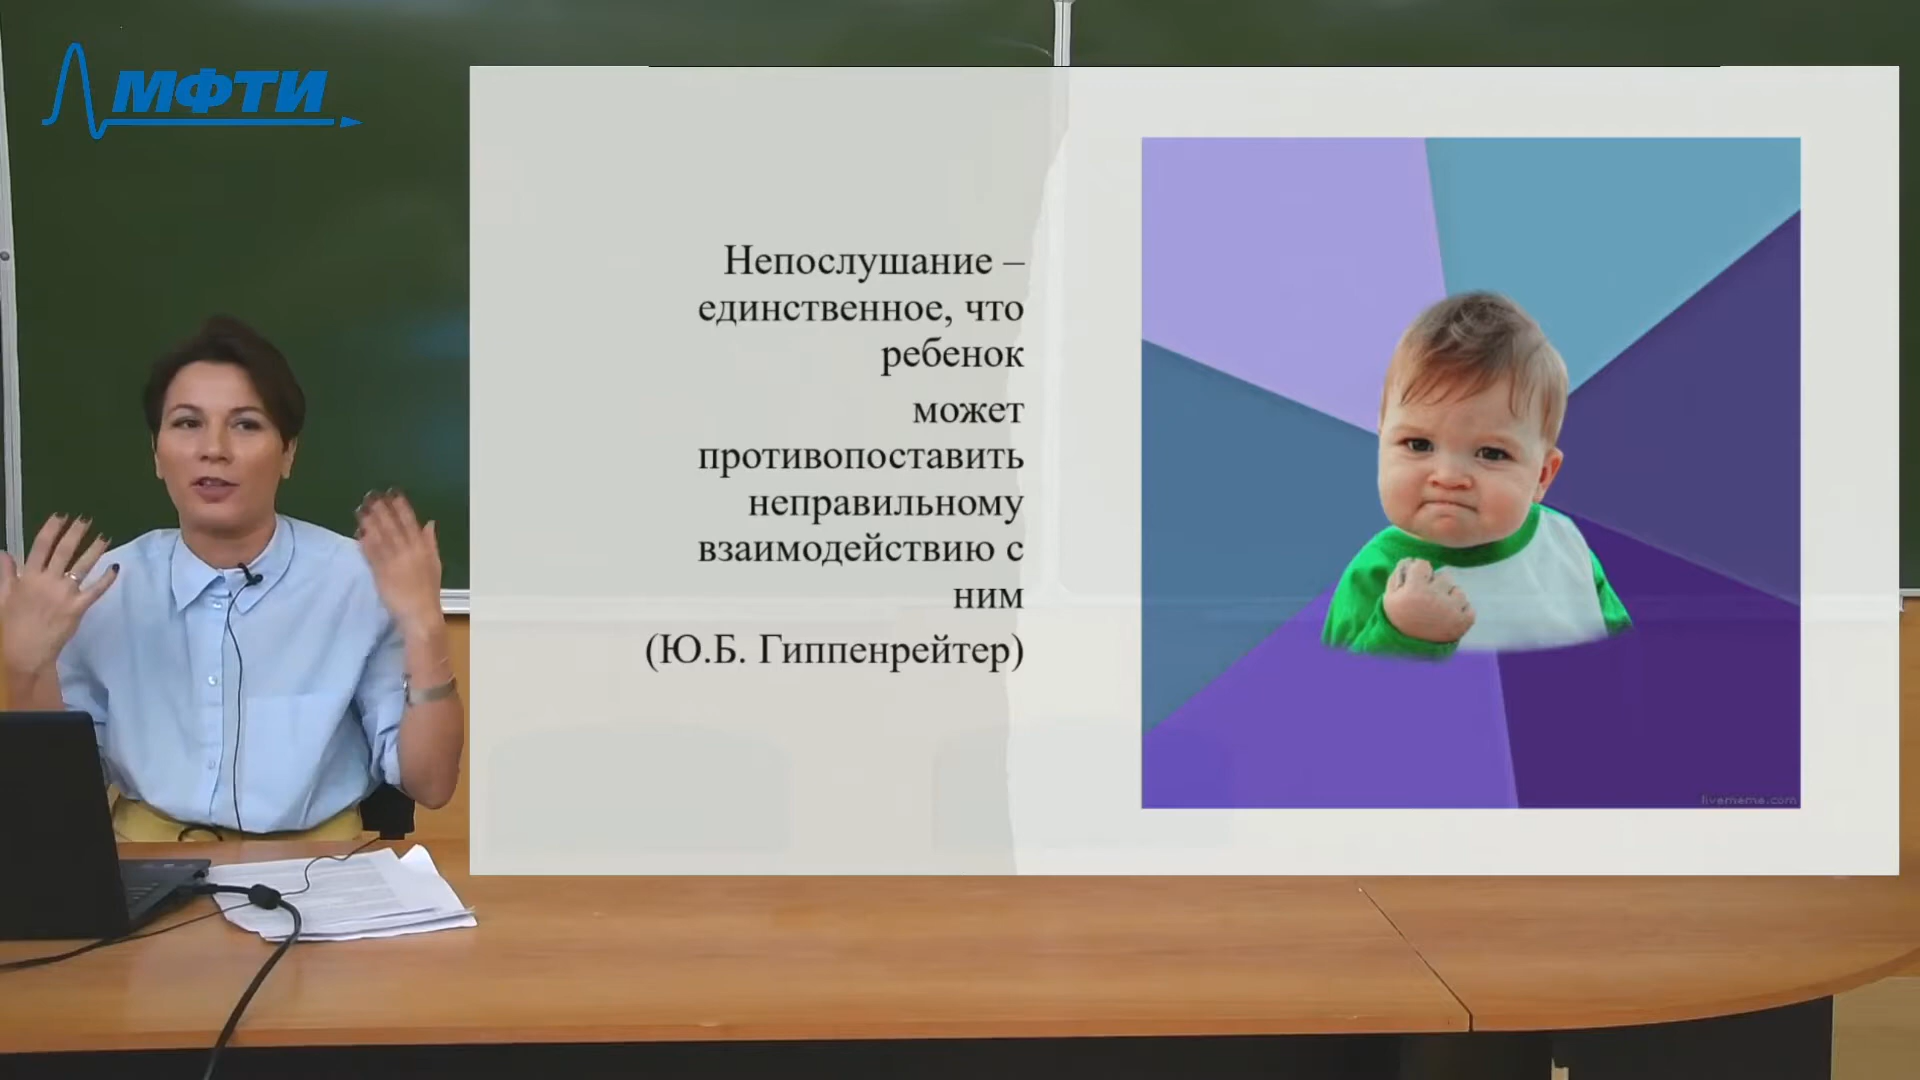 МФТИ
Непослушание –
единственное, что
ребенок
может
противопоставить
неправильному
взаимодействию с
ним
(Ю.Б. Гиппенрейтер)
livememe.com